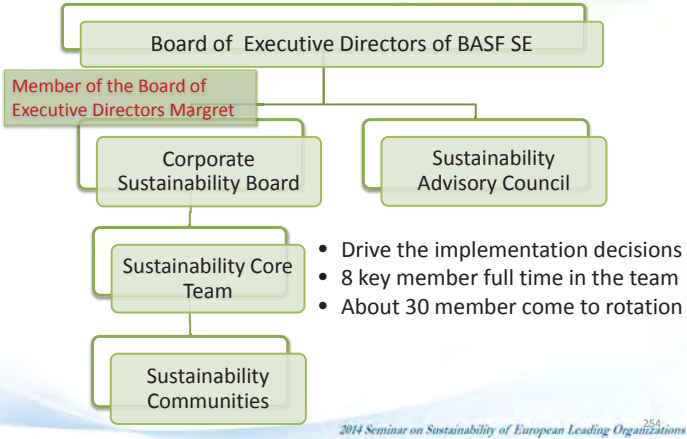 Board of Executive Directors of BASF SE
Member of the Board of
Executive Directors Margret
Corporate
Sustainability Board
Sustainability
Advisory Council
Sustainability Core
Team
• Drive the implementation decisions
• 8 key member full time in the team
• About 30 member come to rotation
Sustainability
Communities
254
2014 Seminar on Sustainability of European Leading Organizations